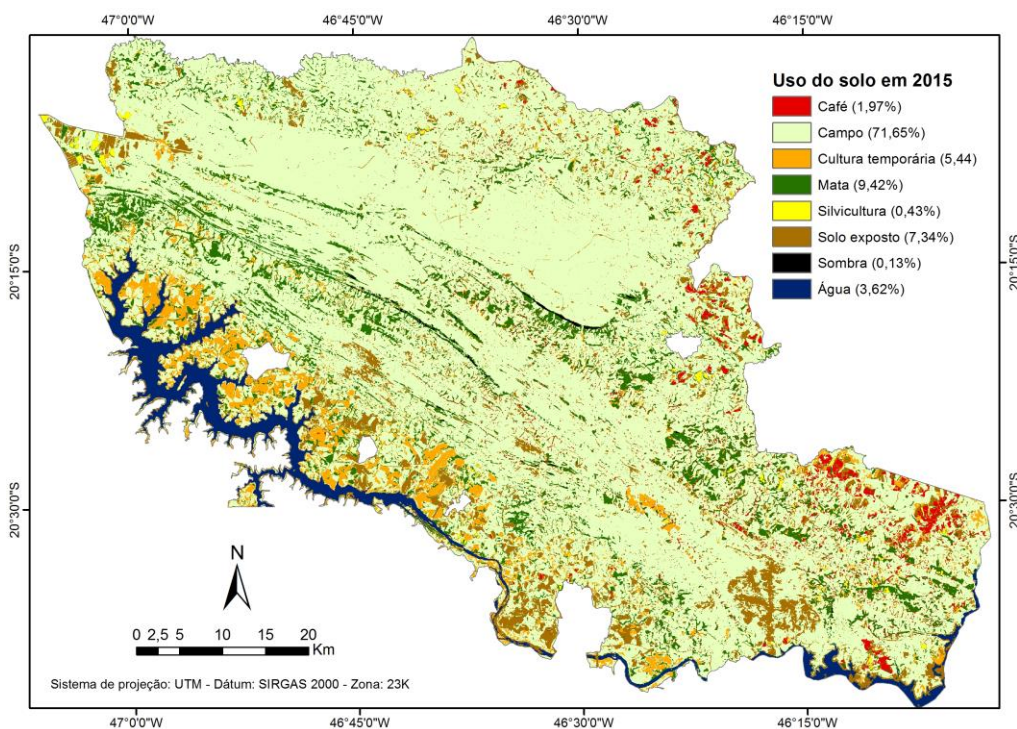 47°0'0"W 46°45'0"W 46°30'0"W 46°15'0"W
Uso do solo em 2015
Café (1,97%)
Campo (71,65%)
Cultura temporária (5,44)
Mata (9,42%)
Silvicultura (0,43%)
Solo exposto (7,34%)
Sombra (0,13%)
Água (3,62%)
20°15'0"S 20°15'0"S
20°30'0"S 20°30'0"S
N
0 2,5 5 10 15 20
Km
Sistema de projeção: UTM - Dátum: SIRGAS 2000 - Zona: 23K
47°0'0"W 46°45'0"W 46°30'0"W 46°15'0"W